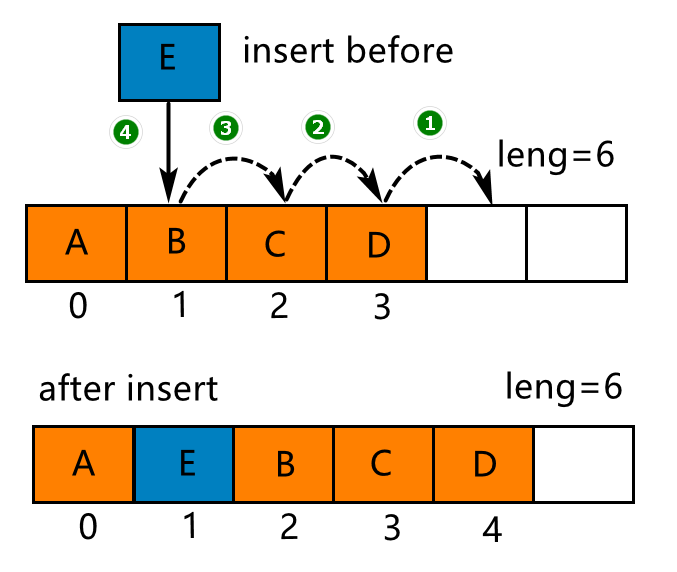 E insert before
4 3 2 1
leng=6
A B C D
0 1 2 3
after insert leng=6
A E B C D
0 1 2 3 4